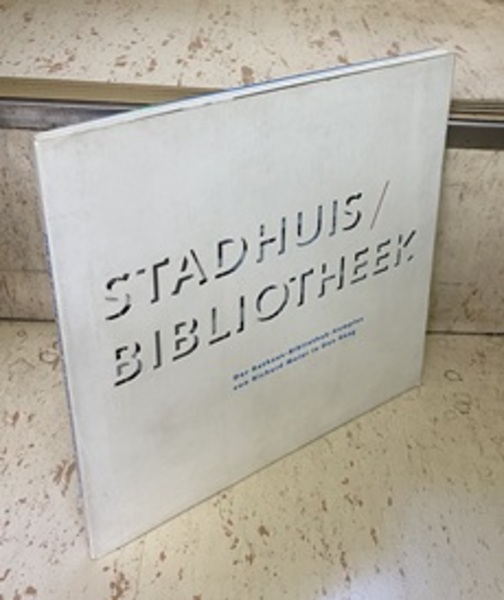 STADHUIS /
BIBLIOTHEEK
Der Rathaus-Bibliothek-Komplex
von Richard Meier in Den Haag